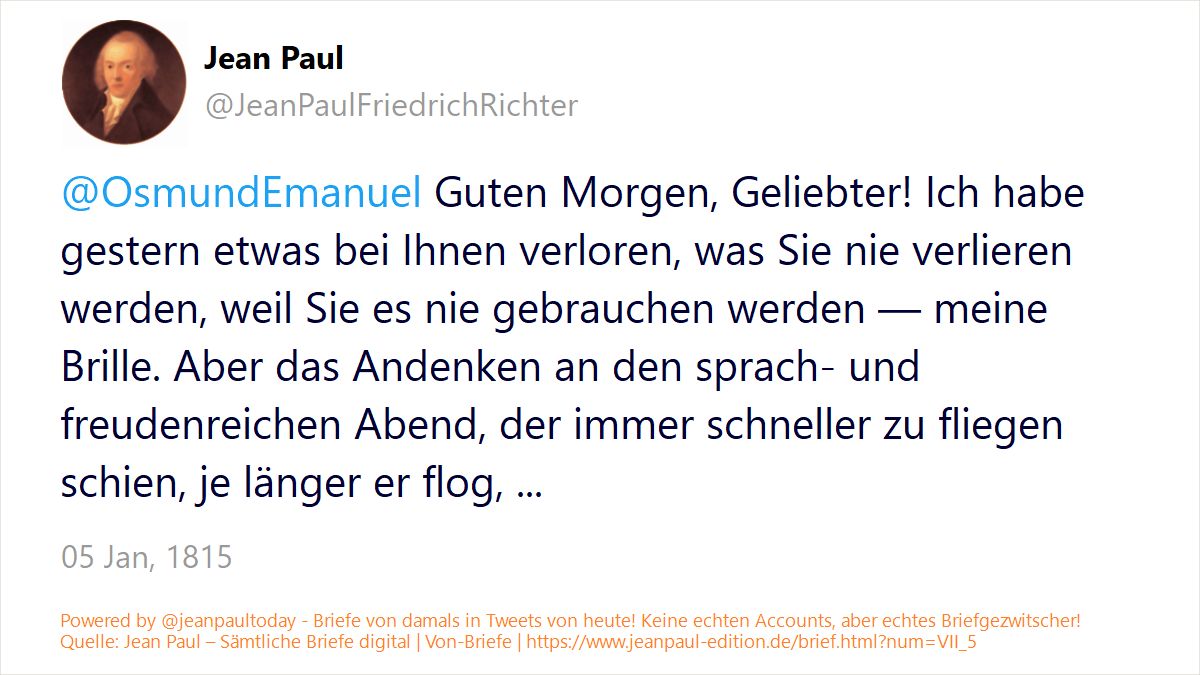 Jean Paul
@JeanPaulFriedrichRichter
@OsmundEmanuel Guten Morgen, Geliebter! Ich habe
gestern etwas bei Ihnen verloren, was Sie nie verlieren
werden, weil Sie es nie gebrauchen werden — meine
Brille. Aber das Andenken an den sprach- und
freudenreichen Abend, der immer schneller zu fliegen
schien, je länger er flog, ...
05 Jan, 1815
Powered by @jeanpaultoday - Briefe von damals in Tweets von heute! Keine echten Accounts, aber echtes Briefgezwitscher!
Quelle: Jean Paul – Sämtliche Briefe digital | Von-Briefe | https://www.jeanpaul-edition.de/brief.html?num=VII_5